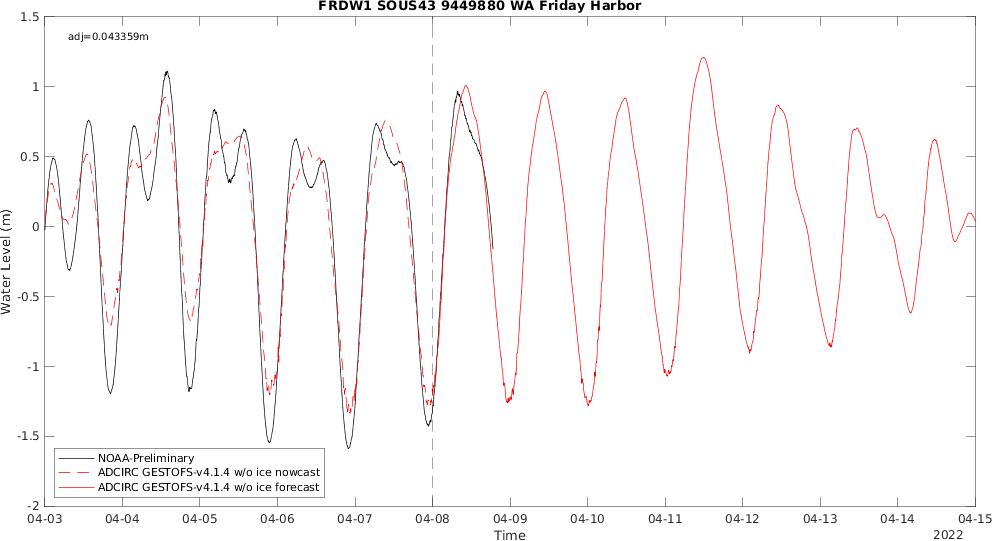 FRDW1 SOUS43 9449880 WA Friday Harbor
adj=0.043359m
1.5
1
0.5
0
-0.5
-1
-1.5
-2
Water Level (m)
NOAA-Preliminary
ADCIRC GESTOFS-v4.1.4 w/o ice nowcast
ADCIRC GESTOFS-v4.1.4 w/o ice forecast
04-03 04-04 04-05 04-06 04-07 04-08 04-09 04-10 04-11 04-12 04-13 04-14 04-15
Time
2022